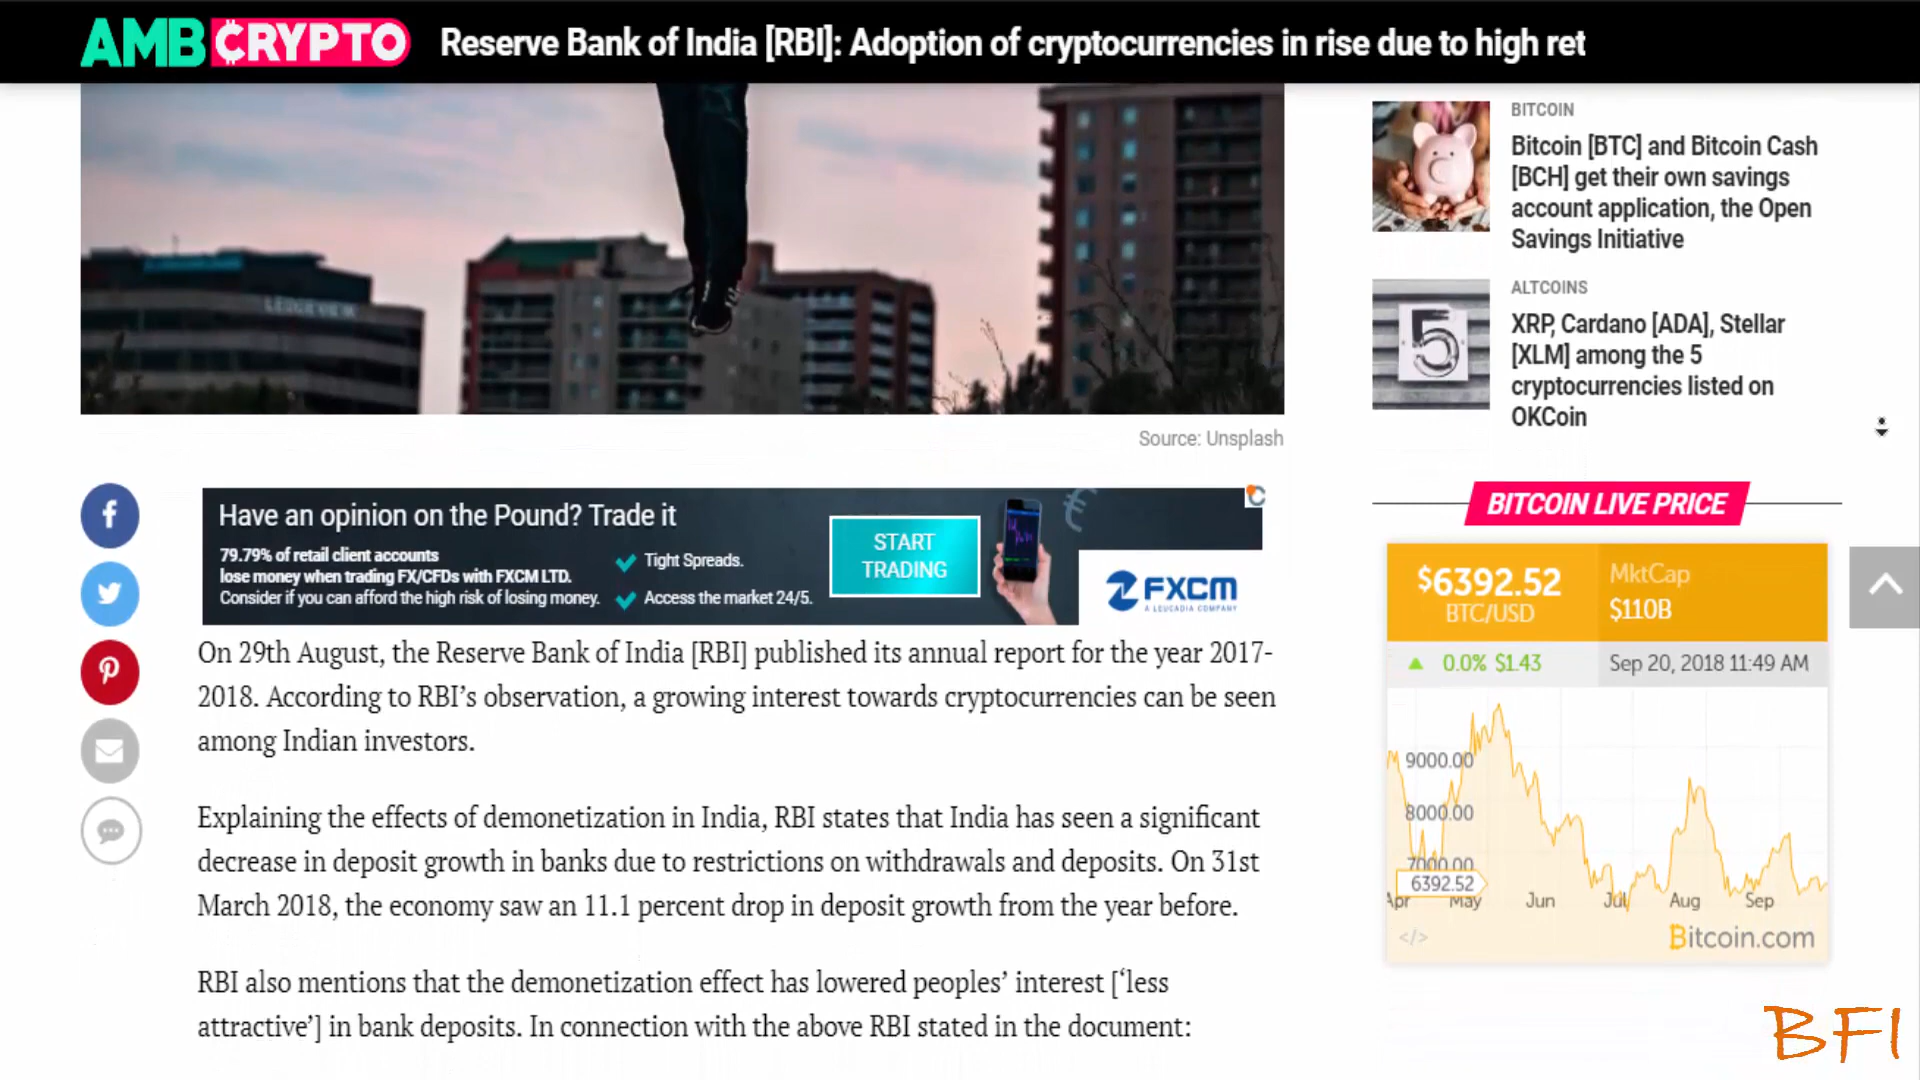 AMBCRYPTO
Reserve Bank of India [RBI]: Adoption of cryptocurrencies in rise due to high ret
LEDGEVIEW
Source: Unsplash
Have an opinion on the Pound? Trade it
79.79% of retail client accounts
lose money when trading FX/CFDs with FXCM LTD.
Consider if you can afford the high risk of losing money.
Tight Spreads.
Access the market 24/5.
START
TRADING
FXCM
A LEUCADIA COMPANY
On 29th August, the Reserve Bank of India [RBI] published its annual report for the year 2017-
2018. According to RBI’s observation, a growing interest towards cryptocurrencies can be seen
among Indian investors.
Explaining the effects of demonetization in India, RBI states that India has seen a significant
decrease in deposit growth in banks due to restrictions on withdrawals and deposits. On 31st
March 2018, the economy saw an 11.1 percent drop in deposit growth from the year before.
RBI also mentions that the demonetization effect has lowered peoples’ interest [‘less
attractive’] in bank deposits. In connection with the above RBI stated in the document:
BITCOIN
Bitcoin [BTC] and Bitcoin Cash
[BCH] get their own savings
account application, the Open
Savings Initiative
5
ALTCOINS
XRP, Cardano [ADA], Stellar
[XLM] among the 5
cryptocurrencies listed on
OKCoin
BITCOIN LIVE PRICE
$6392.52
BTC/USD
MktCap
$110B
0.0% $1.43
Sep 20, 2018 11:49 AM
9000.00
8000.00
7000.00
6392.52
Apr May Jun Jul Aug Sep
</>
Bitcoin.com
BFI